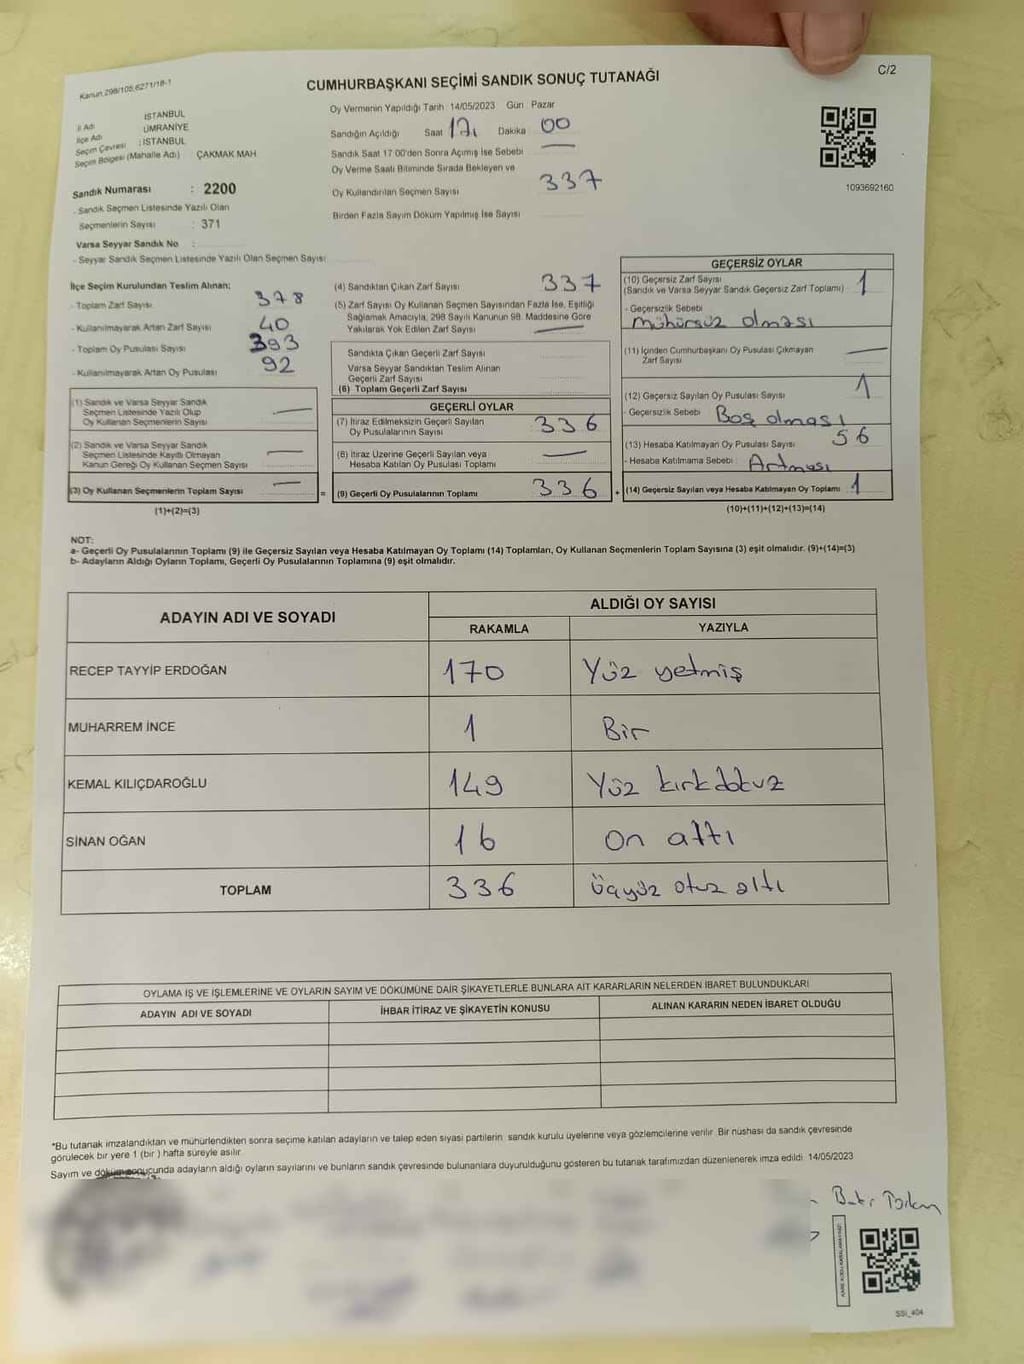 Kanun 298/105,6271/18-1
CUMHURBAŞKANI SEÇİMİ SANDIK SONUÇ TUTANAĞI
C/2
İl Adı İSTANBUL
İlçe Adı ÜMRANİYE
Seçim Çevresi : İSTANBUL
Seçim Bölgesi (Mahalle Adı) ÇAKMAK MAH
Sandık Numarası : 2200
- Sandık Seçmen Listesinde Yazılı Olan
Seçmenlerin Sayısı : 371
Varsa Seyyar Sandık No :
- Seyyar Sandık Seçmen Listesinde Yazılı Olan Seçmen Sayısı
Oy Vermenin Yapıldığı Tarih 14/05/2023 Gün Pazar
Sandığın Açıldığı Saat 17 Dakika 00
Sandık Saat 17.00'den Sonra Açımış İse Sebebi —
Oy Verme Saati Bitiminde Sırada Bekleyen ve
Oy Kullandırılan Seçmen Sayısı 337
Birden Fazla Sayım Döküm Yapılmış İse Sayısı
1093692160
İlçe Seçim Kurulundan Teslim Alınan:
- Toplam Zarf Sayısı 378
- Kullanılmayarak Artan Zarf Sayısı 40
- Toplam Oy Pusulası Sayısı 393
- Kullanılmayarak Artan Oy Pusulası 92
(1) Sandık ve Varsa Seyyar Sandık
Seçmen Listesinde Yazılı Olup
Oy Kullanan Seçmenlerin Sayısı —
(2) Sandık ve Varsa Seyyar Sandık
Seçmen Listesinde Kayıtlı Olmayan
Kanun Gereği Oy Kullanan Seçmen Sayısı —
(3) Oy Kullanan Seçmenlerin Toplam Sayısı —
(1)+(2)=(3)
=
(4) Sandıktan Çıkan Zarf Sayısı 337
(5) Zarf Sayısı Oy Kullanan Seçmen Sayısından Fazla İse, Eşitliği
Sağlamak Amacıyla, 298 Sayılı Kanunun 98. Maddesine Göre
Yakılarak Yok Edilen Zarf Sayısı —
Sandıkta Çıkan Geçerli Zarf Sayısı
Varsa Seyyar Sandıktan Teslim Alınan
Geçerli Zarf Sayısı
(6) Toplam Geçerli Zarf Sayısı
GEÇERLİ OYLAR
(7) İtiraz Edilmeksizin Geçerli Sayılan
Oy Pusulalarının Sayısı 336
(8) İtiraz Üzerine Geçerli Sayılan veya
Hesaba Katılan Oy Pusulası Toplamı —
(9) Geçerli Oy Pusulalarının Toplamı 336
+
GEÇERSİZ OYLAR
(10) Geçersiz Zarf Sayısı
(Sandık ve Varsa Seyyar Sandık Geçersiz Zarf Toplamı) 1
- Geçersizlik Sebebi
mühürsüz olması
(11) İçinden Cumhurbaşkanı Oy Pusulası Çıkmayan
Zarf Sayısı —
(12) Geçersiz Sayılan Oy Pusulası Sayısı 1
- Geçersizlik Sebebi Boş olması
(13) Hesaba Katılmayan Oy Pusulası Sayısı 56
- Hesaba Katılmama Sebebi : Artması
(14) Geçersiz Sayılan veya Hesaba Katılmayan Oy Toplamı 1
(10)+(11)+(12)+(13)=(14)
NOT:
a- Geçerli Oy Pusulalarının Toplamı (9) ile Geçersiz Sayılan veya Hesaba Katılmayan Oy Toplamı (14) Toplamları, Oy Kullanan Seçmenlerin Toplam Sayısına (3) eşit olmalıdır. (9)+(14)=(3)
b- Adayların Aldığı Oyların Toplamı, Geçerli Oy Pusulalarının Toplamına (9) eşit olmalıdır.
ADAYIN ADI VE SOYADI ALDIĞI OY SAYISI
RAKAMLA YAZIYLA
RECEP TAYYİP ERDOĞAN 170 Yüz yetmiş
MUHARREM İNCE 1 Bir
KEMAL KILIÇDAROĞLU 149 Yüz kırkdokuz
SİNAN OĞAN 16 On altı
TOPLAM 336 Üçyüz otuz altı
OYLAMA İŞ VE İŞLEMLERİNE VE OYLARIN SAYIM VE DÖKÜMÜNE DAİR ŞİKAYETLERLE BUNLARA AİT KARARLARIN NELERDEN İBARET BULUNDUKLARI
ADAYIN ADI VE SOYADI İHBAR İTİRAZ VE ŞİKAYETİN KONUSU ALINAN KARARIN NEDEN İBARET OLDUĞU
*Bu tutanak imzalandıktan ve mühürlendikten sonra seçime katılan adayların ve talep eden siyasi partilerin sandık kurulu üyelerine veya gözlemcilerine verilir. Bir nüshası da sandık çevresinde
görülecek bir yere 1 (bir ) hafta süreyle asılır.
Sayım ve döküm sonucunda adayların aldığı oyların sayılarını ve bunların sandık çevresinde bulunanlara duyurulduğunu gösteren bu tutanak tarafımızdan düzenlenerek imza edildi. 14/05/2023
SSİ_404